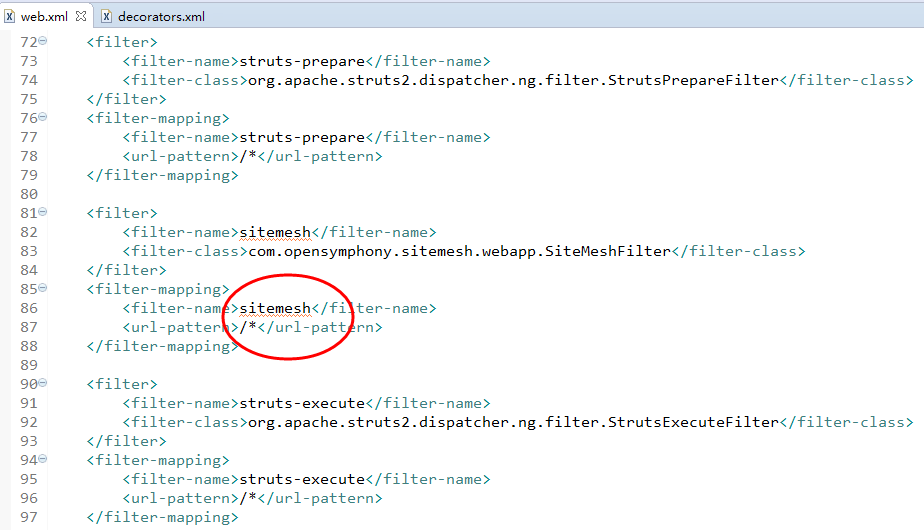 web.xml decorators.xml
72 <filter>
73 <filter-name>struts-prepare</filter-name>
74 <filter-class>org.apache.struts2.dispatcher.ng.filter.StrutsPrepareFilter</filter-class>
75 </filter>
76 <filter-mapping>
77 <filter-name>struts-prepare</filter-name>
78 <url-pattern>/*</url-pattern>
79 </filter-mapping>
80
81 <filter>
82 <filter-name>sitemesh</filter-name>
83 <filter-class>com.opensymphony.sitemesh.webapp.SiteMeshFilter</filter-class>
84 </filter>
85 <filter-mapping>
86 <filter-name>sitemesh</filter-name>
87 <url-pattern>/*</url-pattern>
88 </filter-mapping>
89
90 <filter>
91 <filter-name>struts-execute</filter-name>
92 <filter-class>org.apache.struts2.dispatcher.ng.filter.StrutsExecuteFilter</filter-class>
93 </filter>
94 <filter-mapping>
95 <filter-name>struts-execute</filter-name>
96 <url-pattern>/*</url-pattern>
97 </filter-mapping>